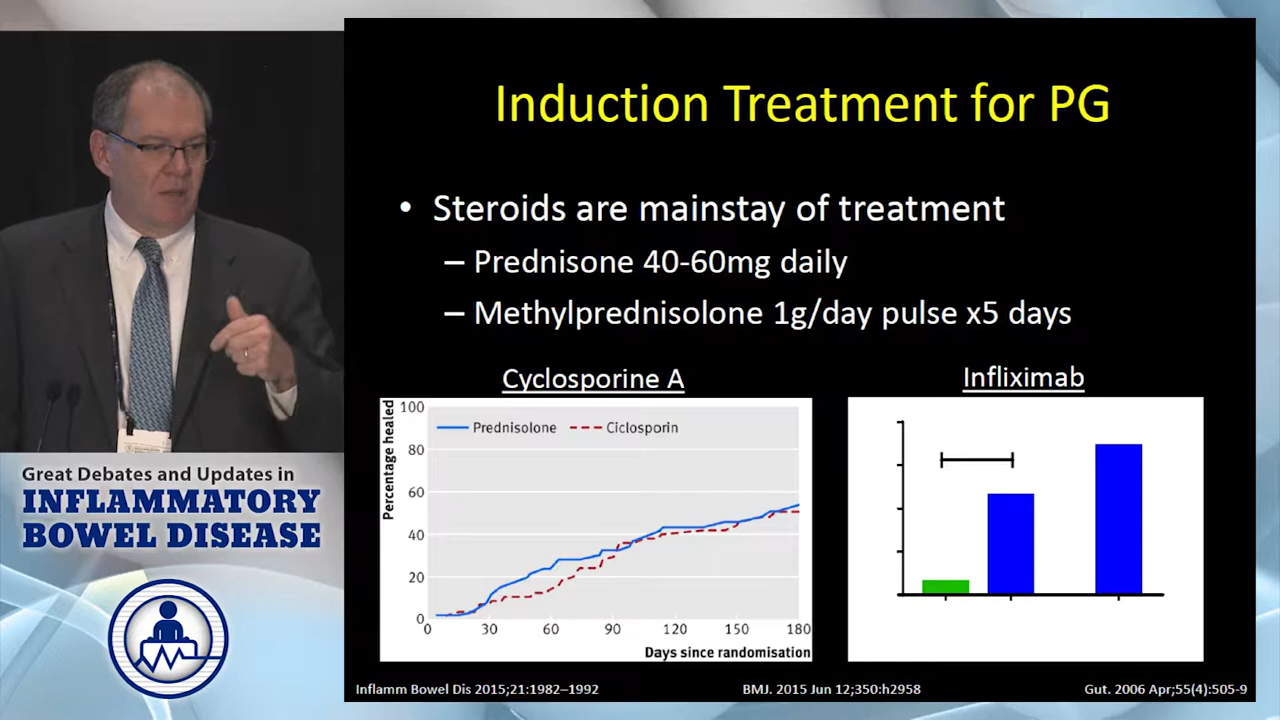 Induction Treatment for PG
• Steroids are mainstay of treatment
– Prednisone 40-60mg daily
– Methylprednisolone 1g/day pulse x5 days
Cyclosporine A
Infliximab
Percentage healed
100
80
60
40
20
0
Prednisolone
Ciclosporin
0 30 60 90 120 150 180
Days since randomisation
Inflamm Bowel Dis 2015;21:1982–1992
BMJ. 2015 Jun 12;350:h2958
Gut. 2006 Apr;55(4):505-9
Great Debates and Updates in
INFLAMMATORY
BOWEL DISEASE